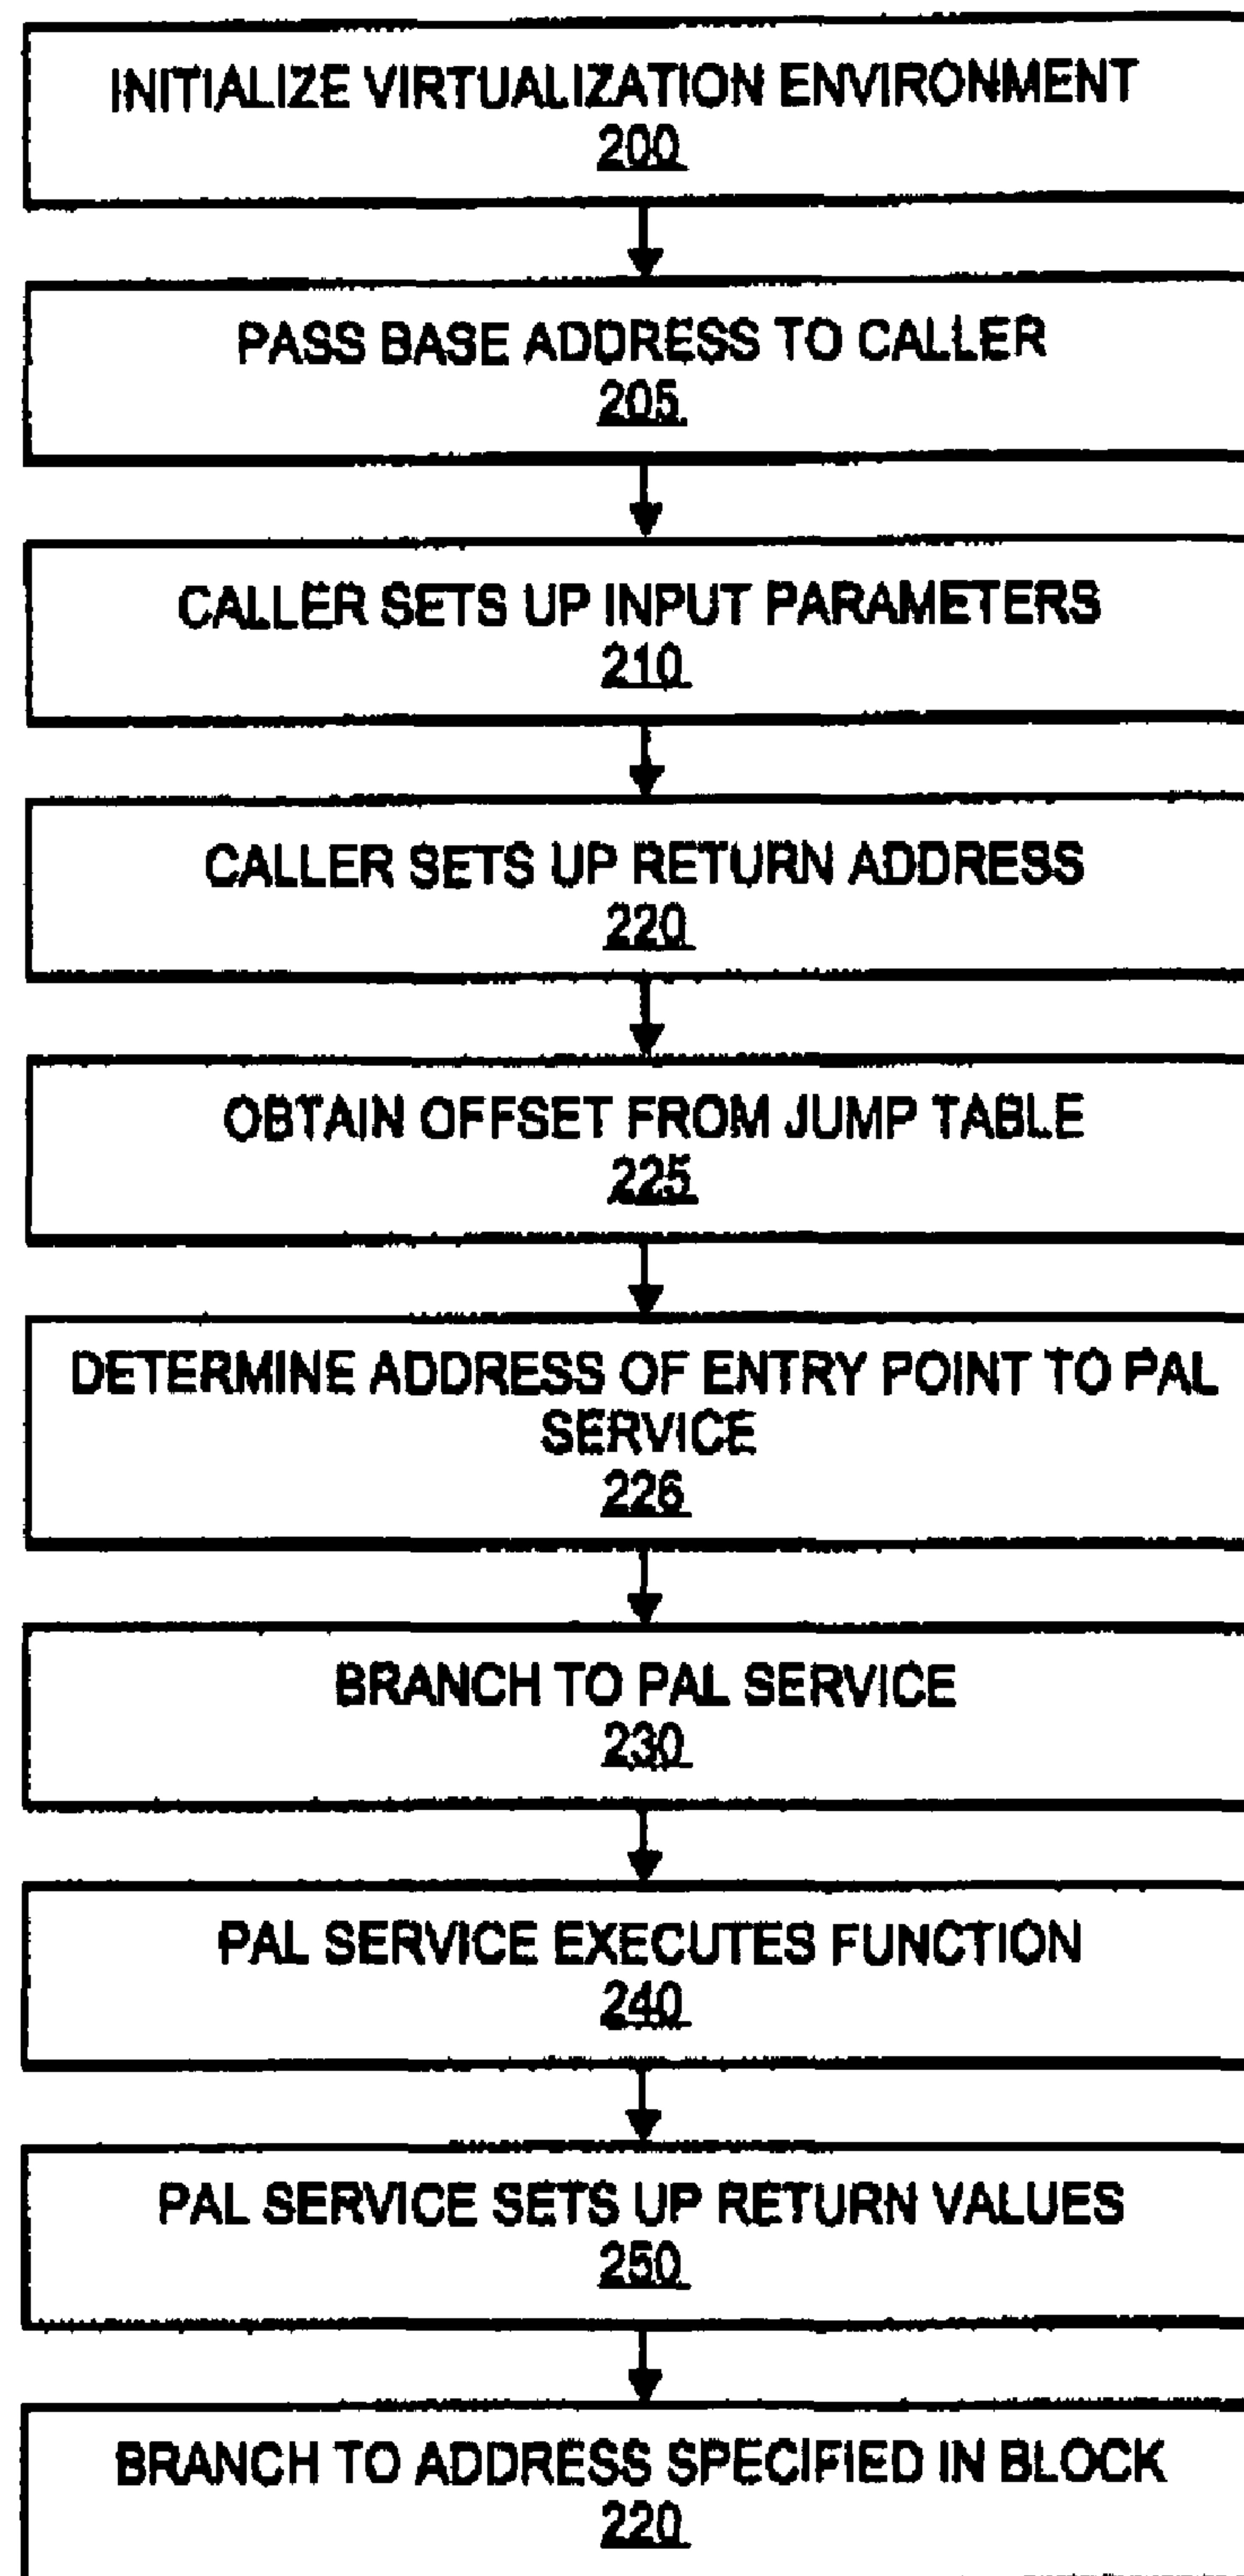 INITIALIZE VIRTUALIZATION ENVIRONMENT
200
PASS BASE ADDRESS TO CALLER
205
CALLER SETS UP INPUT PARAMETERS
210
CALLER SETS UP RETURN ADDRESS
220
OBTAIN OFFSET FROM JUMP TABLE
225
DETERMINE ADDRESS OF ENTRY POINT TO PAL
SERVICE
226
BRANCH TO PAL SERVICE
230
PAL SERVICE EXECUTES FUNCTION
240
PAL SERVICE SETS UP RETURN VALUES
250
BRANCH TO ADDRESS SPECIFIED IN BLOCK
220